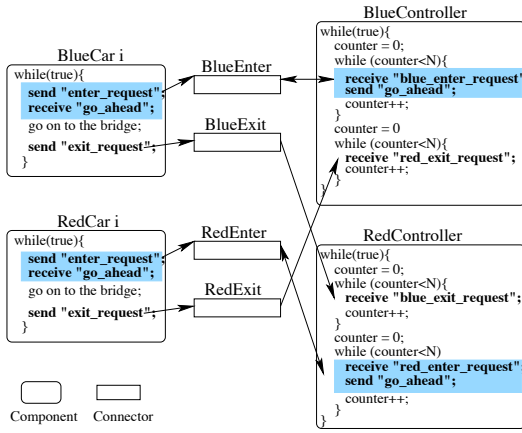 BlueCar i
while(true){
send "enter_request";
receive "go_ahead";
go on to the bridge;
send "exit_request";
}
BlueEnter
BlueExit
BlueController
while(true){
counter = 0;
while (counter<N){
receive "blue_enter_request"
send "go_ahead";
counter++;
}
counter = 0
while (counter<N){
receive "red_exit_request";
counter++;
}
}
RedCar i
while(true){
send "enter_request";
receive "go_ahead";
go on to the bridge;
send "exit_request";
}
RedEnter
RedExit
RedController
while(true){
counter = 0;
while (counter<N){
receive "blue_exit_request";
counter++;
}
counter = 0;
while (counter<N)
receive "red_enter_request"
send "go_ahead";
counter++;
}
}
Component
Connector